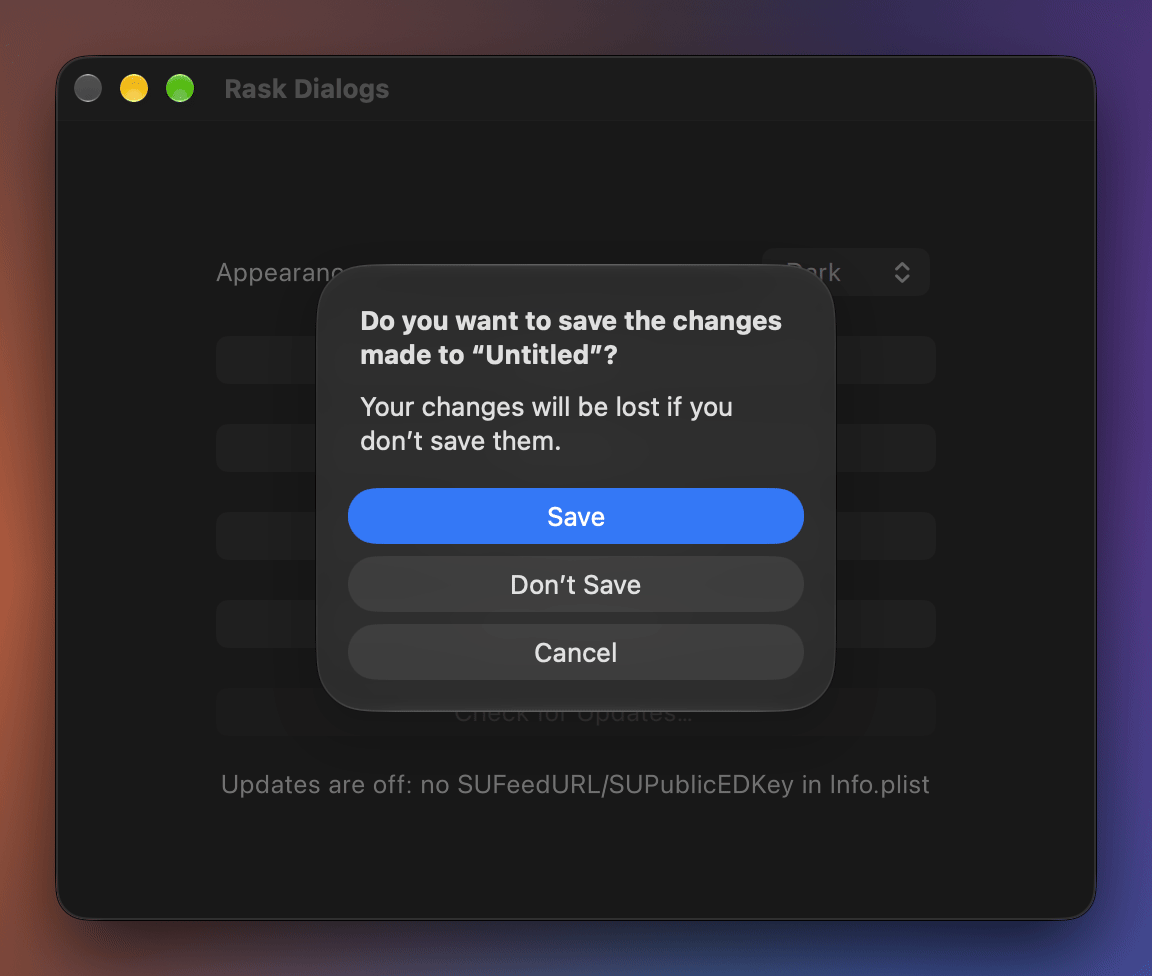 Rask Dialogs
Appearanc
Dark
Do you want to save the changes
made to “Untitled”?
Your changes will be lost if you
don’t save them.
Save
Don’t Save
Cancel
Check for Updates…
Updates are off: no SUFeedURL/SUPublicEDKey in Info.plist